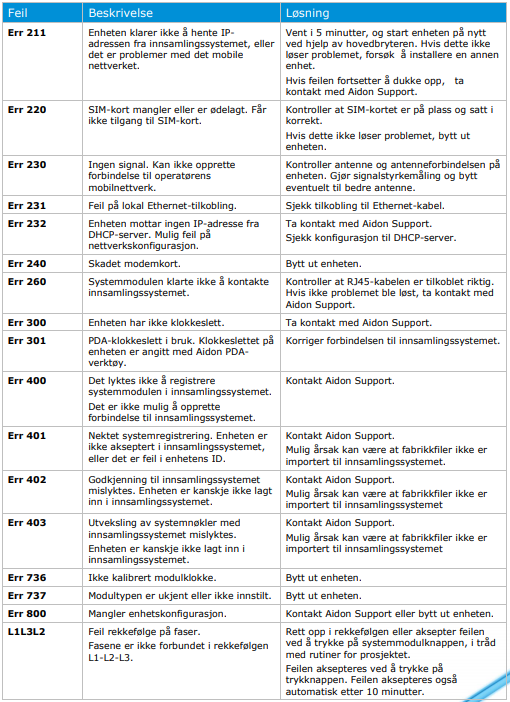 Feil Beskrivelse Løsning
Err 211 Enheten klarer ikke å hente IP- Vent i 5 minutter, og start enheten på nytt
adressen fra innsamlingssystemet, eller ved hjelp av hovedbryteren. Hvis dette ikke
det er problemer med det mobile løser problemet, forsøk å installere en annen
nettverket. enhet.
Hvis feilen fortsetter å dukke opp, ta
kontakt med Aidon Support.
Err 220 SIM-kort mangler eller er ødelagt. Får Kontroller at SIM-kortet er på plass og satt i
ikke tilgang til SIM-kort. korrekt.
Hvis dette ikke løser problemet, bytt ut
enheten.
Err 230 Ingen signal. Kan ikke opprette Kontroller antenne og antenneforbindelsen på
forbindelse til operatørens enheten. Gjør signalstyrkemåling og bytt
mobilnettverk. eventuelt til bedre antenne.
Err 231 Feil på lokal Ethernet-tilkobling. Sjekk tilkobling til Ethernet-kabel.
Err 232 Enheten mottar ingen IP-adresse fra Ta kontakt med Aidon Support.
DHCP-server. Mulig feil på Sjekk konfigurasjon til DHCP-server.
nettverkskonfigurasjon.
Err 240 Skadet modemkort. Bytt ut enheten.
Err 260 Systemmodulen klarte ikke å kontakte Kontroller at RJ45-kabelen er tilkoblet riktig.
innsamlingssystemet. Hvis ikke problemet ble løst, ta kontakt med
Aidon Support.
Err 300 Enheten har ikke klokkeslett. Ta kontakt med Aidon Support.
Err 301 PDA-klokkeslett i bruk. Klokkeslettet på Korriger forbindelsen til innsamlingssystemet.
enheten er angitt med Aidon PDA-
verktøy.
Err 400 Det lyktes ikke å registrere Kontakt Aidon Support.
systemmodulen i innsamlingssystemet.
Det er ikke mulig å opprette
forbindelse til innsamlingssystemet.
Err 401 Nektet systemregistrering. Enheten er Kontakt Aidon Support.
ikke akseptert i innsamlingssystemet, Mulig årsak kan være at fabrikkfiler ikke er
eller det er feil i enhetens ID. importert til innsamlingssystemet.
Err 402 Godkjenning til innsamlingssystemet Kontakt Aidon Support.
mislyktes. Enheten er kanskje ikke lagt Mulig årsak kan være at fabrikkfiler ikke er
inn i innsamlingssystemet. importert til innsamlingssystemet
Err 403 Utveksling av systemnøkler med Kontakt Aidon Support.
innsamlingssystemet mislyktes. Mulig årsak kan være at fabrikkfiler ikke er
Enheten er kanskje ikke lagt inn i importert til innsamlingssystemet
innsamlingssystemet.
Err 736 Ikke kalibrert modulklokke. Bytt ut enheten.
Err 737 Modultypen er ukjent eller ikke innstilt. Bytt ut enheten.
Err 800 Mangler enhetskonfigurasjon. Kontakt Aidon Support eller bytt ut enheten.
L1L3L2 Feil rekkefølge på faser. Rett opp i rekkefølgen eller aksepter feilen
Fasene er ikke forbundet i rekkefølgen ved å trykke på systemmodulknappen, i tråd
L1-L2-L3. med rutiner for prosjektet.
Feilen aksepteres ved å trykke på
trykknappen. Feilen aksepteres også
automatisk etter 10 minutter.